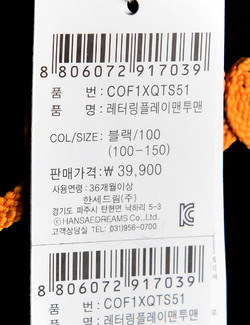 8 806072 917039
품 번 : COF1XQTS51
품 명 : 레터링플레이맨투맨
COL/SIZE: 블랙/100
(100-150)
판매가격:₩ 39,900
사용연령 : 36개월이상
한세드림(주)
경기도 파주시 탄현면 낙하리 5-3
ⓒHANSAEDREAMS Co.,Ltd.
고객상담실 TEL: 031)956-0700
8 806072 917039
품 번 : COF1XQTS51
품 명 : 레터링플레이맨투맨